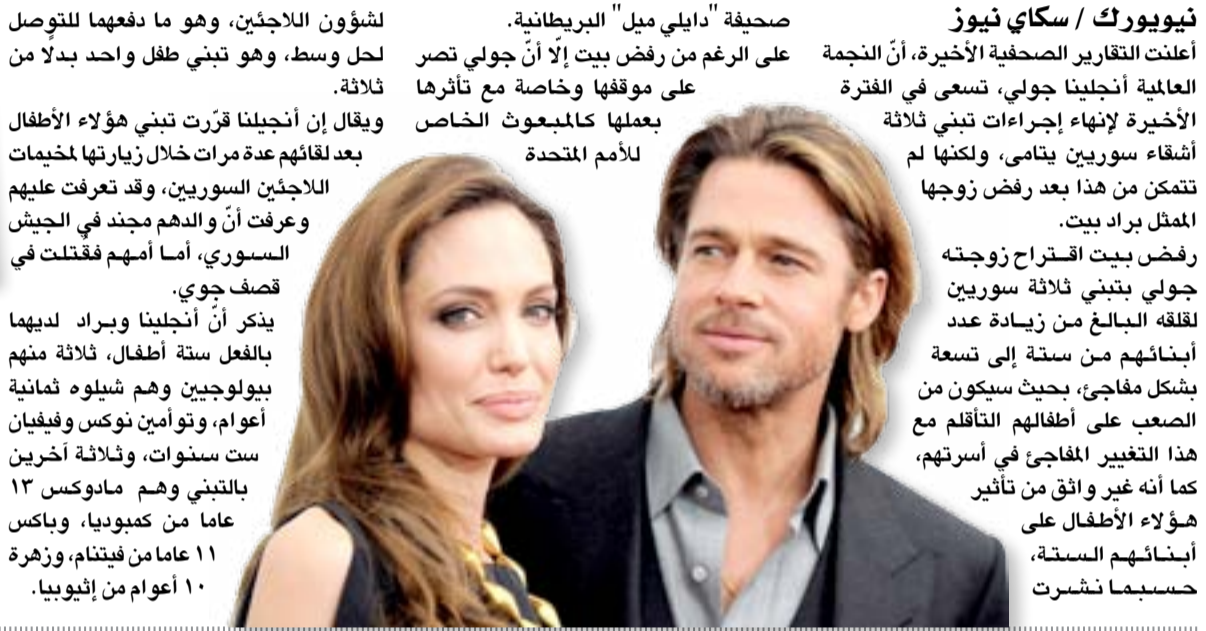 نيويورك / سكاي نيوز
أعلنت التقارير الصحفية الأخيرة، أنّ النجمة
العالمية أنجلينا جولي، تسعى في الفترة
الأخيرة لإنهاء إجراءات تبني ثلاثة
أشقاء سوريين يتامى، ولكنها لم
تتمكن من هذا بعد رفض زوجها
الممثل براد بيت.
رفض بيت اقتراح زوجته
جولي بتبني ثلاثة سوريين
لقلقه البالغ من زيادة عدد
أبنائهم من ستة إلى تسعة
بشكل مفاجئ، بحيث سيكون من
الصعب على أطفالهم التأقلم مع
هذا التغيير المفاجئ في أسرتهم،
كما أنه غير واثق من تأثير
هؤلاء الأطفال على
أبنائهم الستة،
حسبما نشرت
صحيفة "دايلي ميل" البريطانية.
على الرغم من رفض بيت إلّا أنّ جولي تصر
على موقفها وخاصة مع تأثرها
بعملها كالمبعوث الخاص
للأمم المتحدة
لشؤون اللاجئين، وهو ما دفعهما للتوصل
لحل وسط، وهو تبني طفل واحد بدلًا من
ثلاثة.
ويقال إن أنجيلنا قرّرت تبني هؤلاء الأطفال
بعد لقائهم عدة مرات خلال زيارتها لمخيمات
اللاجئين السوريين، وقد تعرفت عليهم
وعرفت أنّ والدهم مجند في الجيش
السوري، أما أمهم فقُتلت في
قصف جوي.
يذكر أنّ أنجلينا وبراد لديهما
بالفعل ستة أطفال، ثلاثة منهم
بيولوجيين وهم شيلوه ثمانية
أعوام، وتوأمين نوكس وفيفيان
ست سنوات، وثلاثة آخرين
بالتبني وهم مادوكس ١٣
عاما من كمبوديا، وباكس
١١ عاما من فيتنام، وزهرة
١٠ أعوام من إثيوبيا.